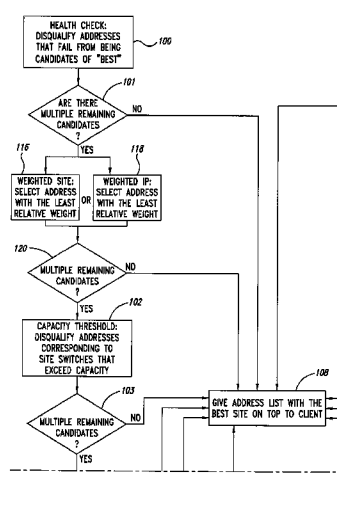 HEALTH CHECK:
DISQUALIFY ADDRESSES
THAT FAIL FROM BEING
CANDIDATES OF "BEST"
100
101
ARE THERE
MULTIPLE REMAINING
CANDIDATES
?
NO
YES
116
118
WEIGHTED SITE:
SELECT ADDRESS
WITH THE LEAST
RELATIVE WEIGHT
OR
WEIGHTED IP:
SELECT ADDRESS
WITH THE LEAST
RELATIVE WEIGHT
120
MULTIPLE REMAINING
CANDIDATES
?
NO
YES
102
CAPACITY THRESHOLD:
DISQUALIFY ADDRESSES
CORRESPONDING TO
SITE SWITCHES THAT
EXCEED CAPACITY
103
MULTIPLE REMAINING
CANDIDATES
?
NO
YES
108
GIVE ADDRESS LIST WITH THE
BEST SITE ON TOP TO CLIENT